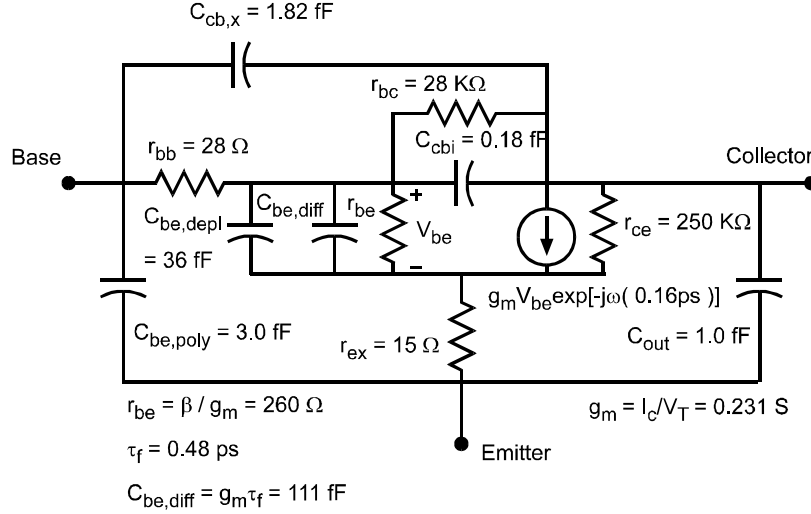 C_cb,x = 1.82 fF
r_bc = 28 KΩ
C_cbi = 0.18 fF
Base
r_bb = 28 Ω
Collector
C_be,depl
= 36 fF
C_be,diff
r_be
+
V_be
−
r_ce = 250 KΩ
g_mV_beexp[-jω( 0.16ps )]
C_be,poly = 3.0 fF
r_ex = 15 Ω
C_out = 1.0 fF
r_be = β / g_m = 260 Ω
g_m = I_c/V_T = 0.231 S
τ_f = 0.48 ps
Emitter
C_be,diff = g_mτ_f = 111 fF